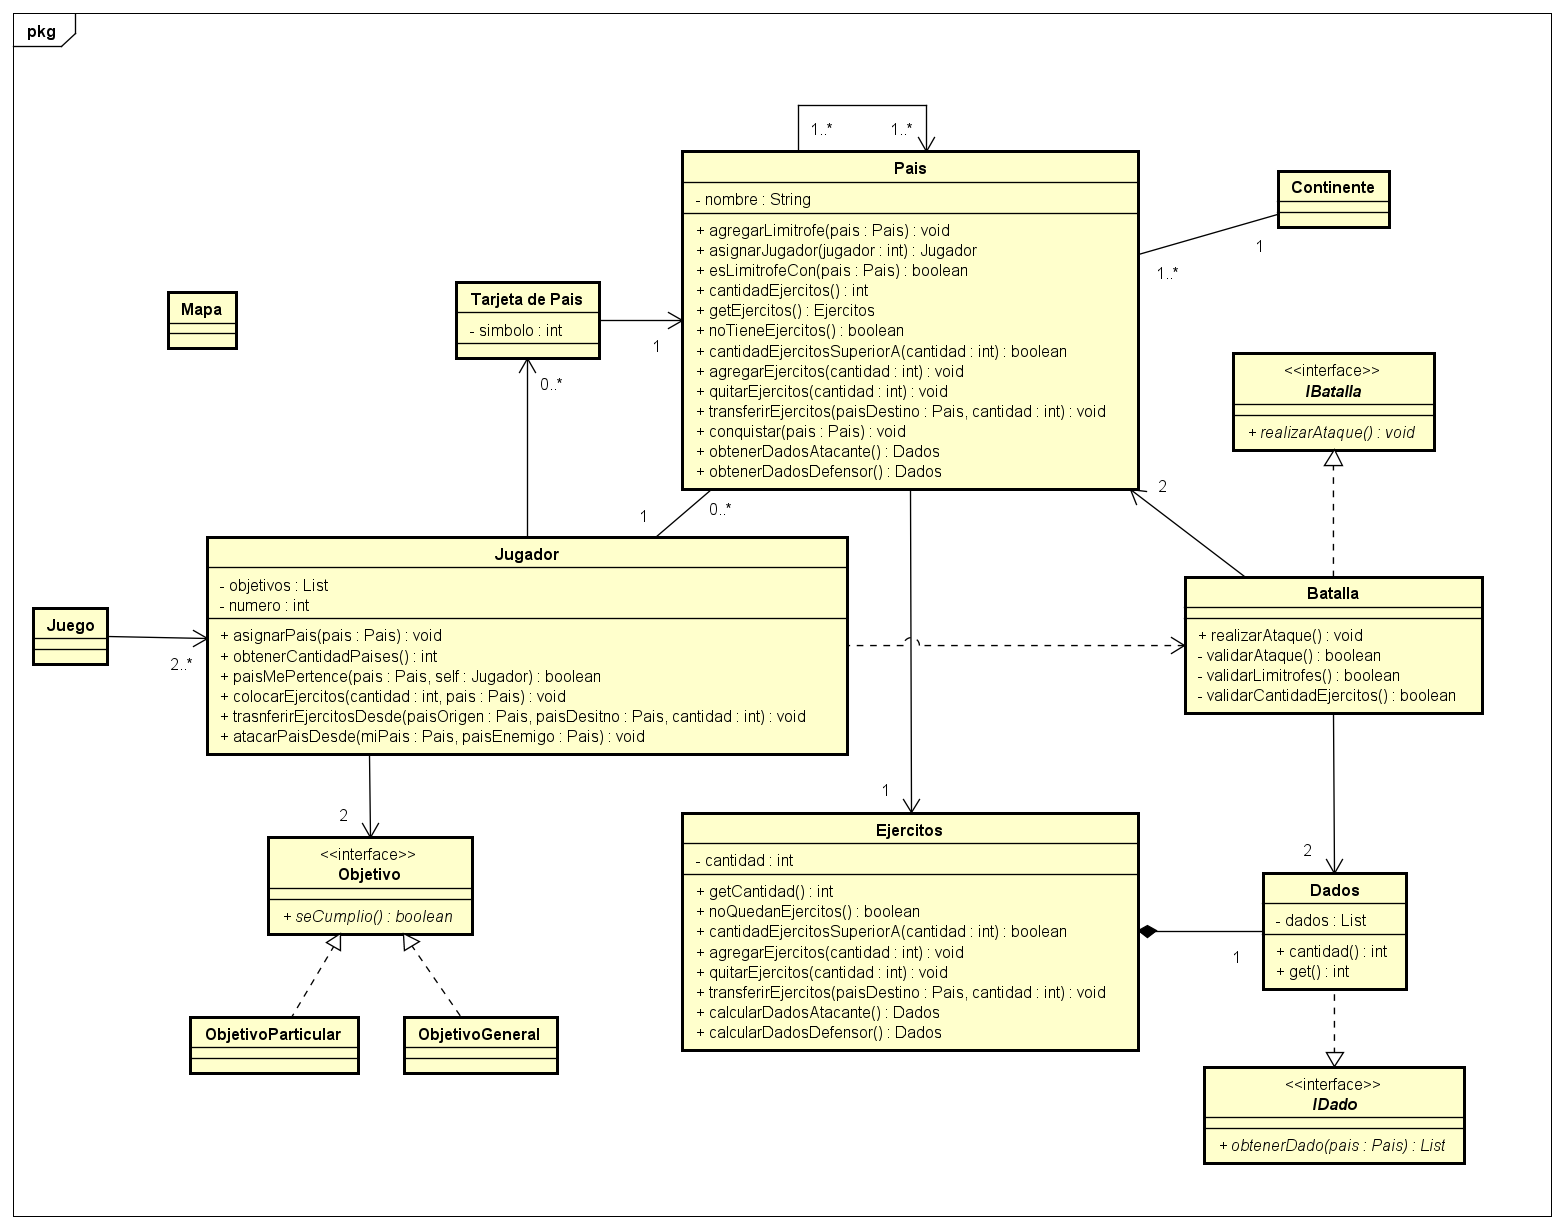 pkg
1..*
1..*
Pais
- nombre : String
+ agregarLimitrofe(pais : Pais) : void
+ asignarJugador(jugador : int) : Jugador
+ esLimitrofeCon(pais : Pais) : boolean
+ cantidadEjercitos() : int
+ getEjercitos() : Ejercitos
+ noTieneEjercitos() : boolean
+ cantidadEjercitosSuperiorA(cantidad : int) : boolean
+ agregarEjercitos(cantidad : int) : void
+ quitarEjercitos(cantidad : int) : void
+ transferirEjercitos(paisDestino : Pais, cantidad : int) : void
+ conquistar(pais : Pais) : void
+ obtenerDadosAtacante() : Dados
+ obtenerDadosDefensor() : Dados
Continente
1
1..*
Mapa
Tarjeta de Pais
- simbolo : int
1
0..*
<<interface>>
IBatalla
+ realizarAtaque() : void
2
1
0..*
Jugador
- objetivos : List
- numero : int
+ asignarPais(pais : Pais) : void
+ obtenerCantidadPaises() : int
+ paisMePertence(pais : Pais, self : Jugador) : boolean
+ colocarEjercitos(cantidad : int, pais : Pais) : void
+ trasnferirEjercitosDesde(paisOrigen : Pais, paisDesitno : Pais, cantidad : int) : void
+ atacarPaisDesde(miPais : Pais, paisEnemigo : Pais) : void
Juego
2..*
Batalla
+ realizarAtaque() : void
- validarAtaque() : boolean
- validarLimitrofes() : boolean
- validarCantidadEjercitos() : boolean
2
1
2
<<interface>>
Objetivo
+ seCumplio() : boolean
ObjetivoParticular
ObjetivoGeneral
Ejercitos
- cantidad : int
+ getCantidad() : int
+ noQuedanEjercitos() : boolean
+ cantidadEjercitosSuperiorA(cantidad : int) : boolean
+ agregarEjercitos(cantidad : int) : void
+ quitarEjercitos(cantidad : int) : void
+ transferirEjercitos(paisDestino : Pais, cantidad : int) : void
+ calcularDadosAtacante() : Dados
+ calcularDadosDefensor() : Dados
1
Dados
- dados : List
+ cantidad() : int
+ get() : int
<<interface>>
IDado
+ obtenerDado(pais : Pais) : List